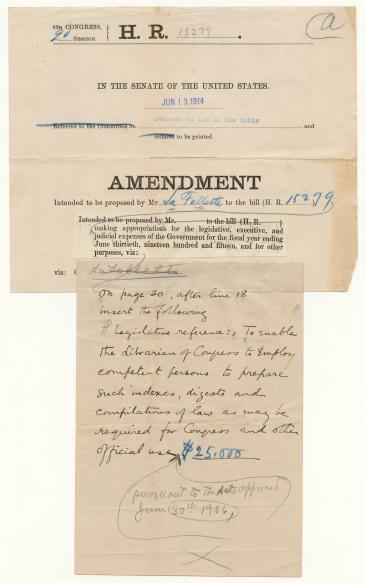 63D CONGRESS,
2d SESSION.
H. R. 15279.
a
IN THE SENATE OF THE UNITED STATES.
JUN 13 1914
Ordered to lie on the table
Referred to the Committee on and
ordered to be printed.
AMENDMENT
Intended to be proposed by Mr. La Follette to the bill (H. R. 15279
Intended to be proposed by Mr. to the bill (H. R. )
making appropriations for the legislative, executive, and
judicial expenses of the Government for the fiscal year ending
June thirtieth, nineteen hundred and fifteen, and for other
purposes, viz:
viz: La Follette
On page 20, after line 18
insert the following
¶ Legislative reference: To enable
the Librarian of Congress to employ
competent persons to prepare
such indexes, digests and
compilations of law as may be
required for Congress and other
official use, $25.000
pursuant to the Act approved
June 30th 1906,